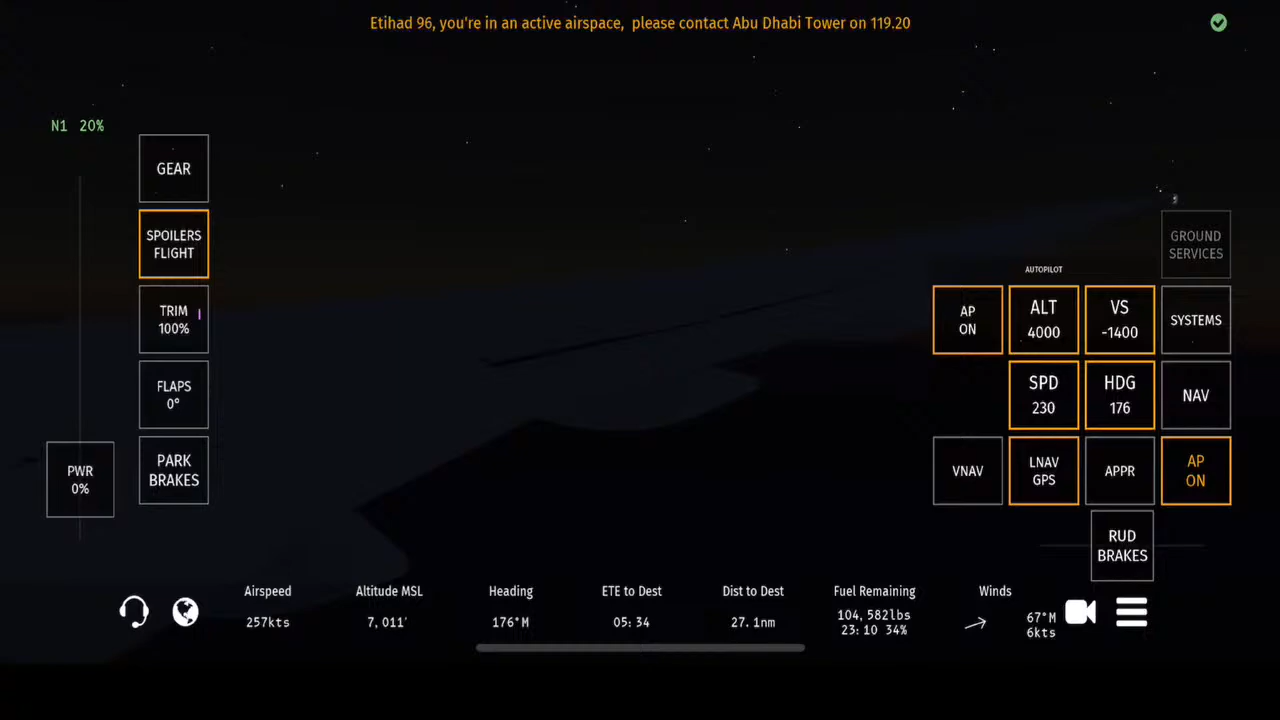 Etihad 96, you're in an active airspace, please contact Abu Dhabi Tower on 119.20
N1 20%
GEAR
SPOILERS
FLIGHT
TRIM
100%
FLAPS
0°
PARK
BRAKES
PWR
0%
GROUND
SERVICES
AUTOPILOT
AP
ON
ALT
4000
VS
-1400
SYSTEMS
SPD
230
HDG
176
NAV
VNAV
LNAV
GPS
APPR
AP
ON
RUD
BRAKES
Airspeed
257kts
Altitude MSL
7,011'
Heading
176°M
ETE to Dest
05:34
Dist to Dest
27.1nm
Fuel Remaining
104,582lbs
23:10 34%
Winds
67°M
6kts